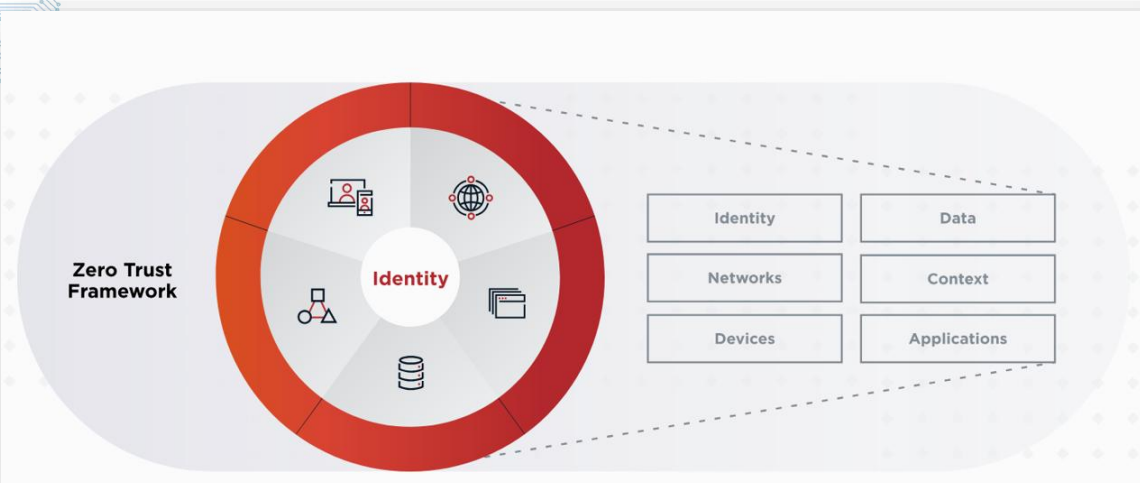 Zero Trust
Framework
Identity
Identity
Data
Networks
Context
Devices
Applications